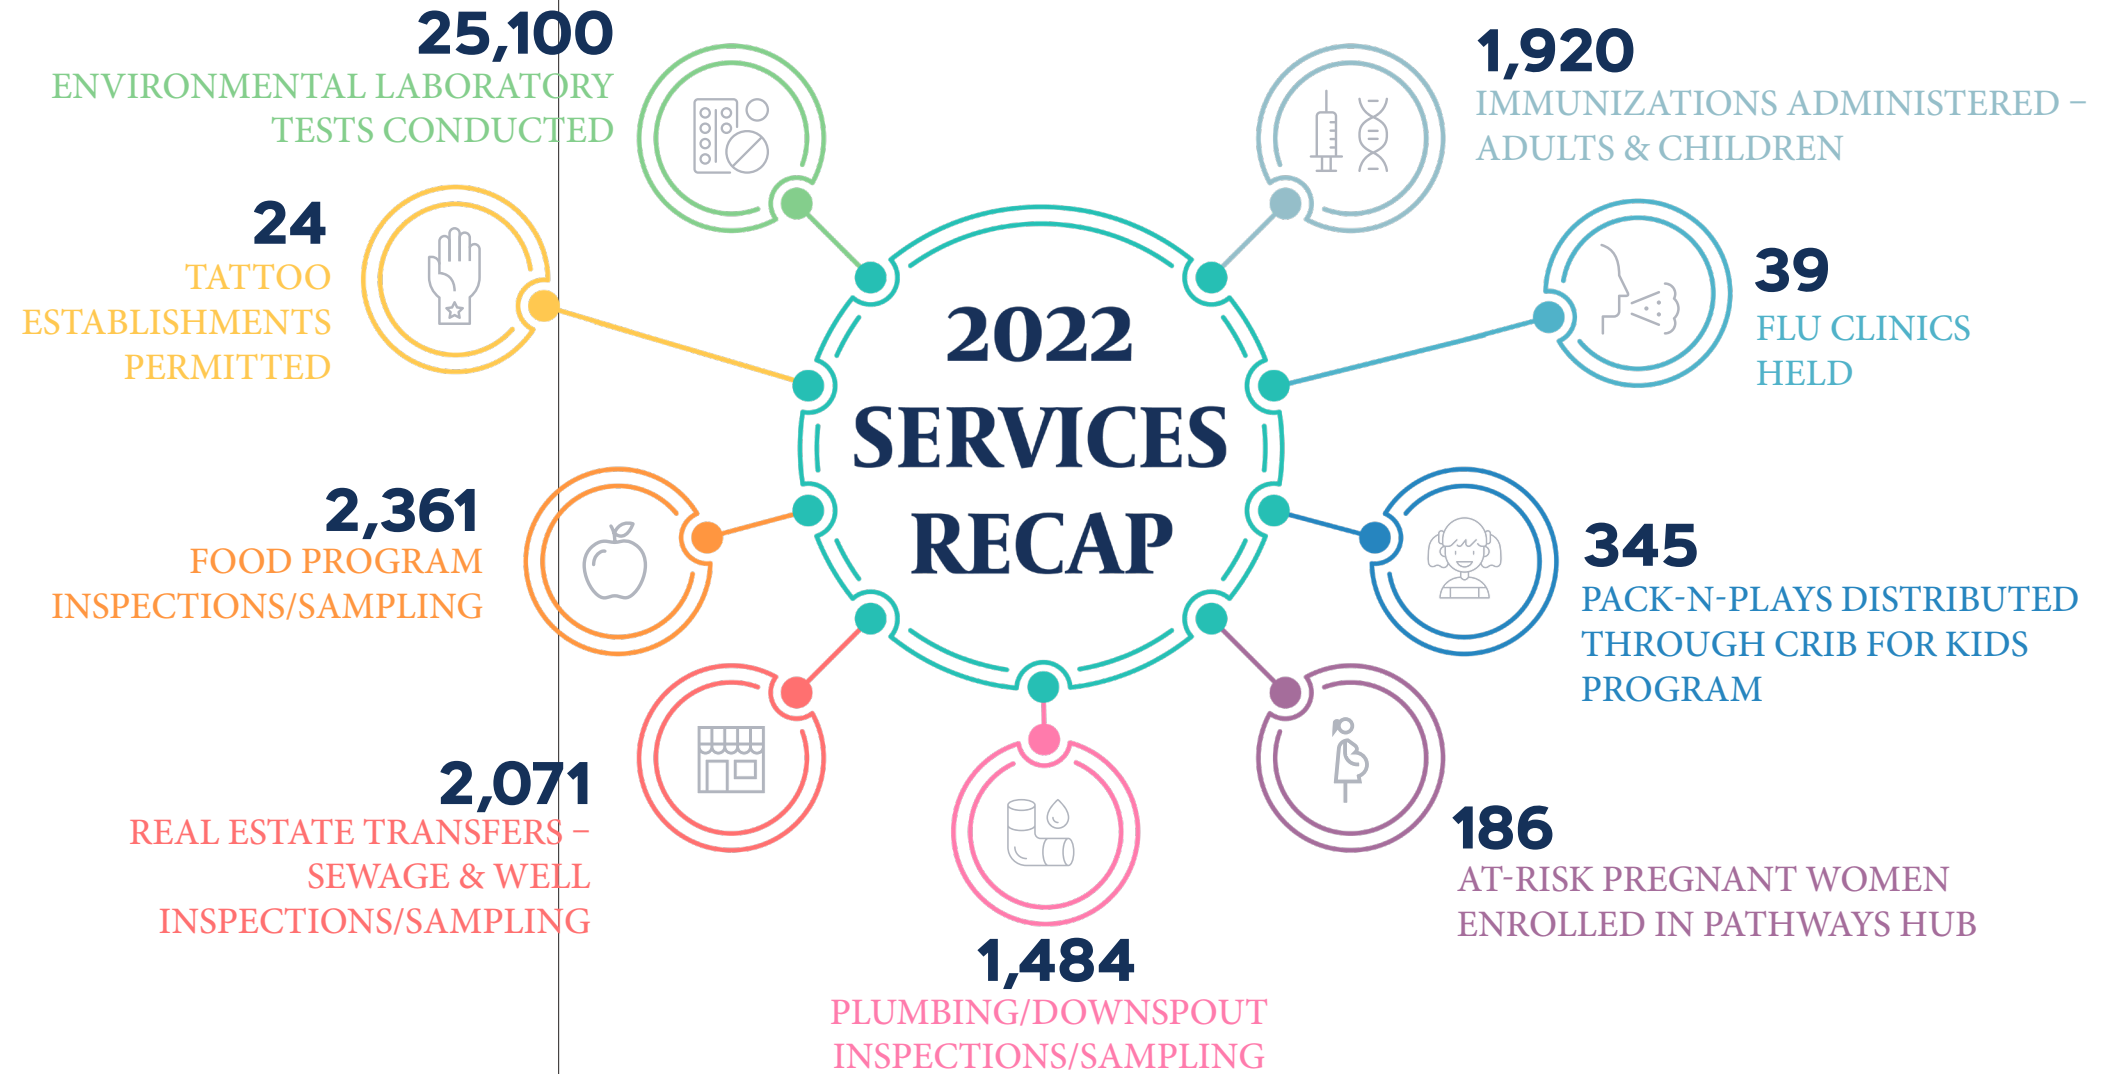 25,100
ENVIRONMENTAL LABORATORY
TESTS CONDUCTED
1,920
IMMUNIZATIONS ADMINISTERED –
ADULTS & CHILDREN
24
TATTOO
ESTABLISHMENTS
PERMITTED
39
FLU CLINICS
HELD
2022
SERVICES
RECAP
2,361
FOOD PROGRAM
INSPECTIONS/SAMPLING
345
PACK-N-PLAYS DISTRIBUTED
THROUGH CRIB FOR KIDS
PROGRAM
2,071
REAL ESTATE TRANSFERS –
SEWAGE & WELL
INSPECTIONS/SAMPLING
186
AT-RISK PREGNANT WOMEN
ENROLLED IN PATHWAYS HUB
1,484
PLUMBING/DOWNSPOUT
INSPECTIONS/SAMPLING